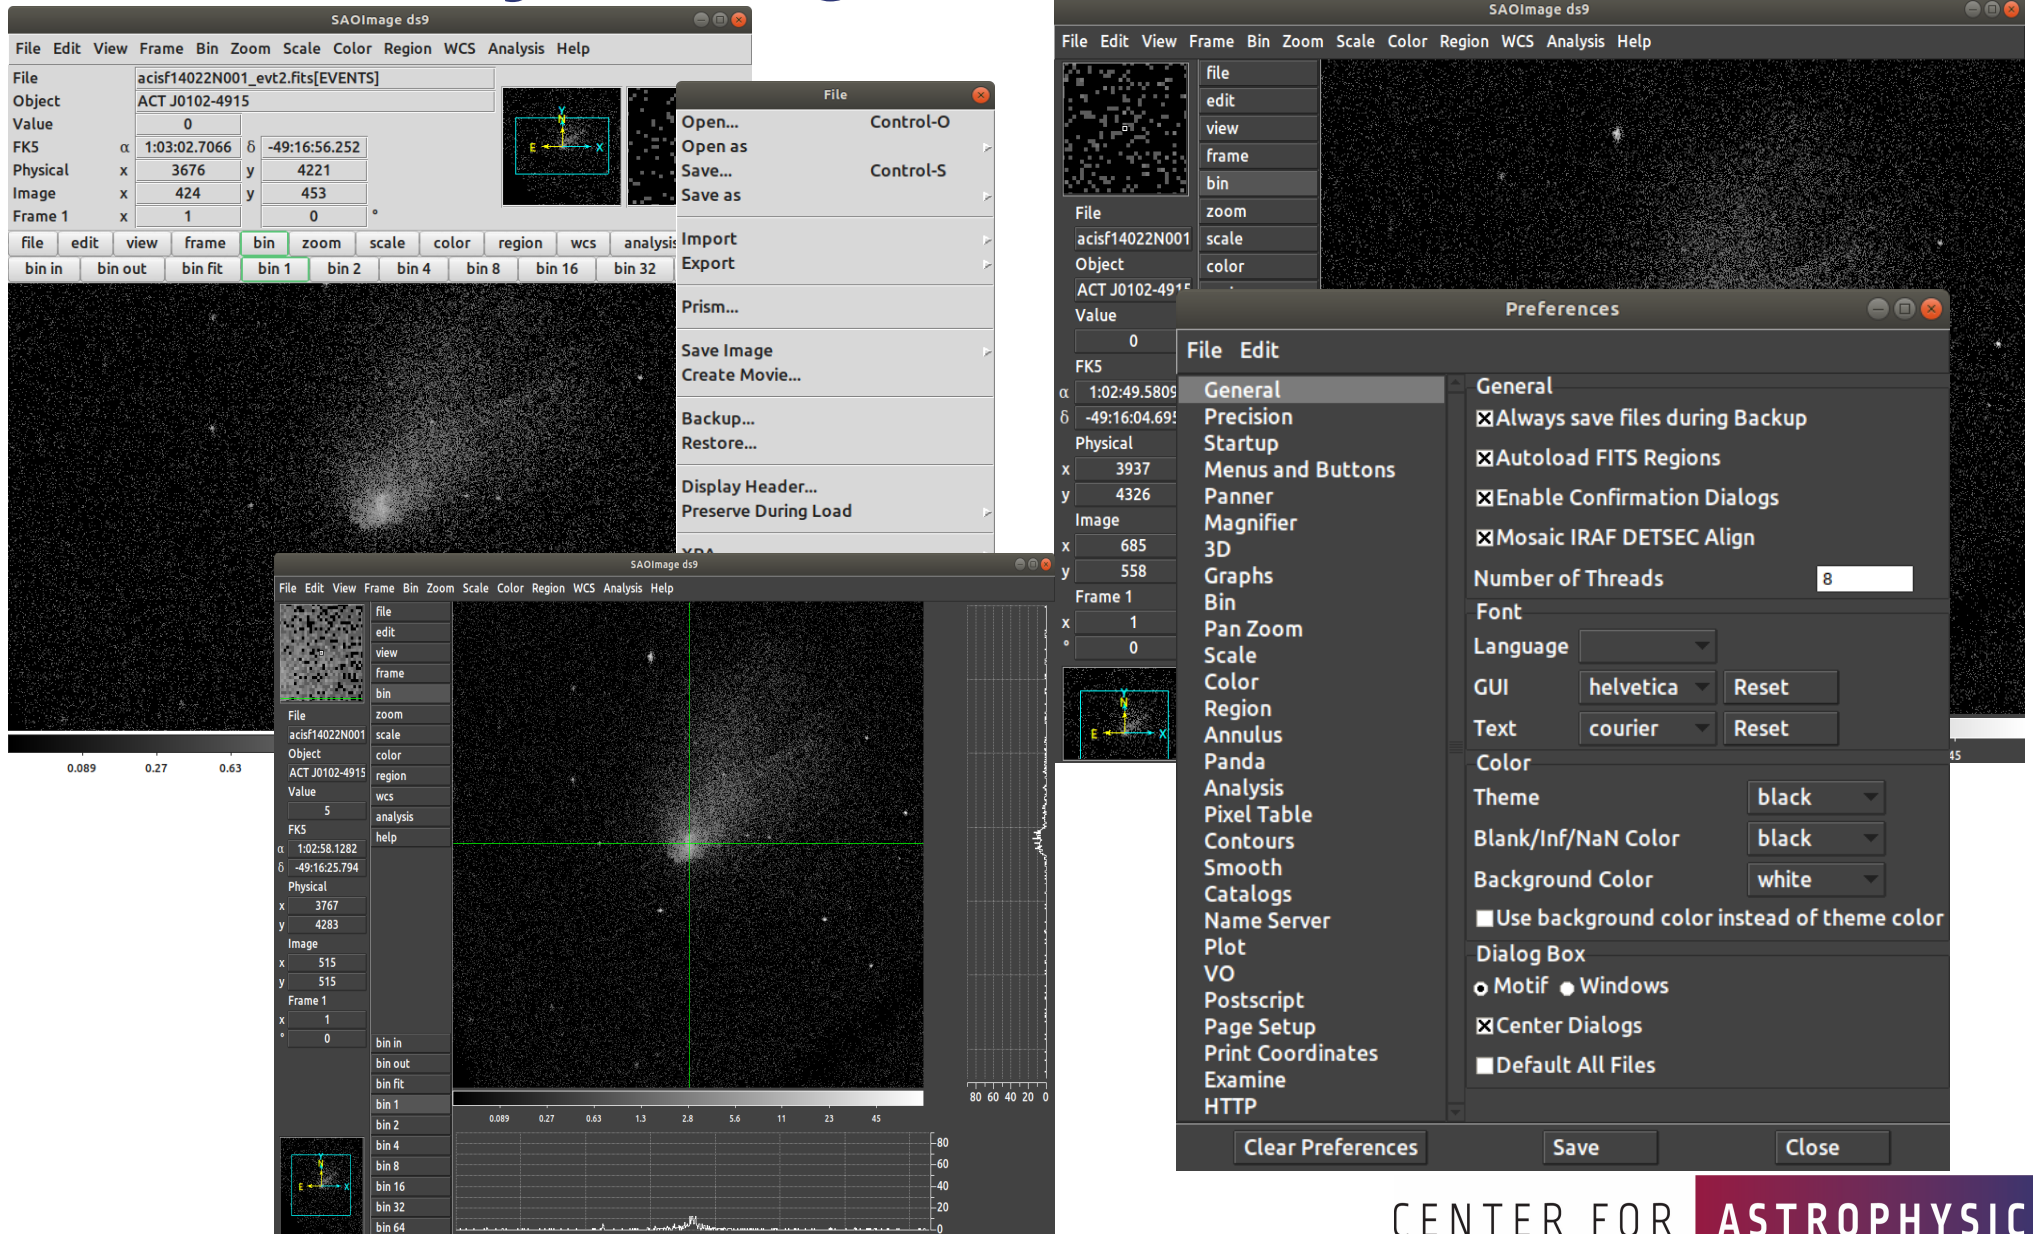 SAOImage ds9
File Edit View Frame Bin Zoom Scale Color Region WCS Analysis Help
File acisf14022N001_evt2.fits[EVENTS]
Object ACT J0102-4915
Value 0
FK5 α 1:03:02.7066 δ -49:16:56.252
Physical x 3676 y 4221
Image x 424 y 453
Frame 1 x 1 0 °
Y
N
E X
file edit view frame bin zoom scale color region wcs analysis
bin in bin out bin fit bin 1 bin 2 bin 4 bin 8 bin 16 bin 32
0.089 0.27 0.63
File
Open... Control-O
Open as
Save... Control-S
Save as
Import
Export
Prism...
Save Image
Create Movie...
Backup...
Restore...
Display Header...
Preserve During Load
XPA
SAOImage ds9
File Edit View Frame Bin Zoom Scale Color Region WCS Analysis Help
file
edit
view
frame
bin
zoom
scale
color
region
wcs
analysis
help
File
acisf14022N001
Object
ACT J0102-4915
Value
5
FK5
α 1:02:58.1282
δ -49:16:25.794
Physical
x 3767
y 4283
Image
x 515
y 515
Frame 1
x 1
° 0
bin in
bin out
bin fit
bin 1
bin 2
bin 4
bin 8
bin 16
bin 32
bin 64
Y
N
E X
0.089 0.27 0.63 1.3 2.8 5.6 11 23 45
80 60 40 20 0
80
60
40
20
0
SAOImage ds9
File Edit View Frame Bin Zoom Scale Color Region WCS Analysis Help
file
edit
view
frame
bin
zoom
scale
color
File
acisf14022N001
Object
ACT J0102-4915
Value
0
FK5
α 1:02:49.5809
δ -49:16:04.695
Physical
x 3937
y 4326
Image
x 685
y 558
Frame 1
x 1
° 0
Y
N
E X
45
Preferences
File Edit
General
Precision
Startup
Menus and Buttons
Panner
Magnifier
3D
Graphs
Bin
Pan Zoom
Scale
Color
Region
Annulus
Panda
Analysis
Pixel Table
Contours
Smooth
Catalogs
Name Server
Plot
VO
Postscript
Page Setup
Print Coordinates
Examine
HTTP
General
Always save files during Backup
Autoload FITS Regions
Enable Confirmation Dialogs
Mosaic IRAF DETSEC Align
Number of Threads 8
Font
Language
GUI helvetica Reset
Text courier Reset
Color
Theme black
Blank/Inf/NaN Color black
Background Color white
Use background color instead of theme color
Dialog Box
Motif Windows
Center Dialogs
Default All Files
Clear Preferences Save Close
CENTER FOR ASTROPHYSIC